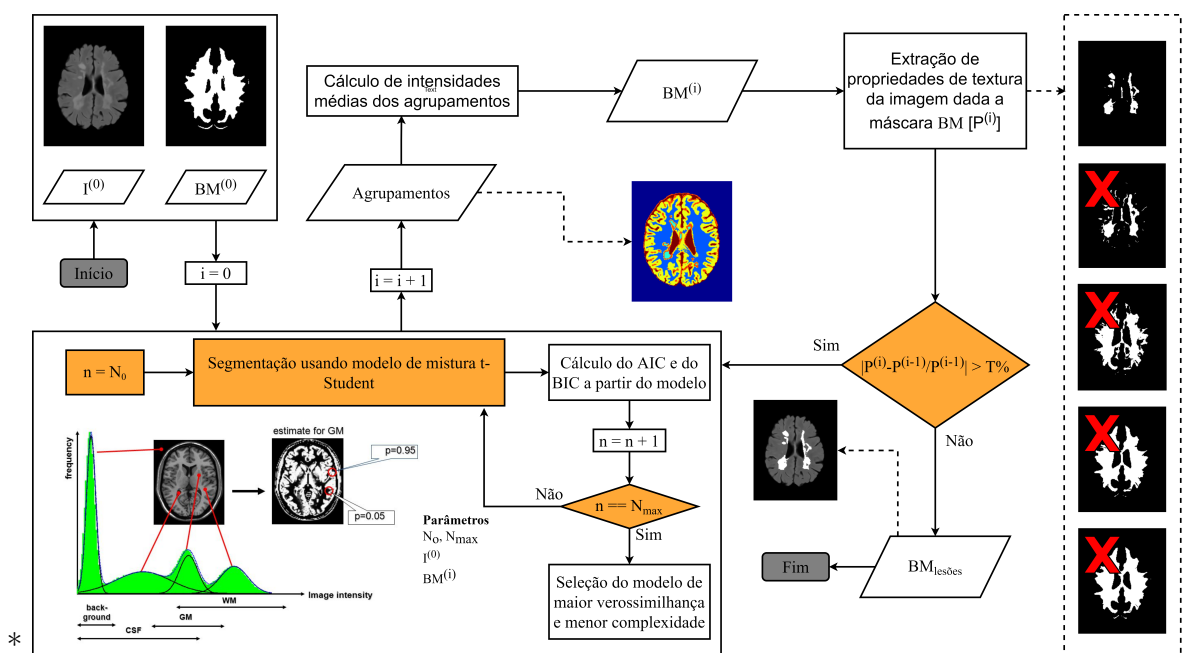 I(0)
BM(0)
Início
i = 0
Cálculo de intensidades
médias dos agrupamentos
Text
Agrupamentos
i = i + 1
BM(i)
Extração de
propriedades de textura
da imagem dada a
máscara BM [P(i)]
X
X
X
X
|P(i)-P(i-1)/P(i-1)| > T%
Sim
Não
BMlesões
Fim
n = N0
Segmentação usando modelo de mistura t-
Student
Cálculo do AIC e do
BIC a partir do modelo
n = n + 1
n == Nmax
Não
Sim
Seleção do modelo de
maior verossimilhança
e menor complexidade
frequency
estimate for GM
p=0.95
p=0.05
Parâmetros
No, Nmax
I(0)
BM(i)
Image intensity
WM
back-
ground
GM
CSF
*